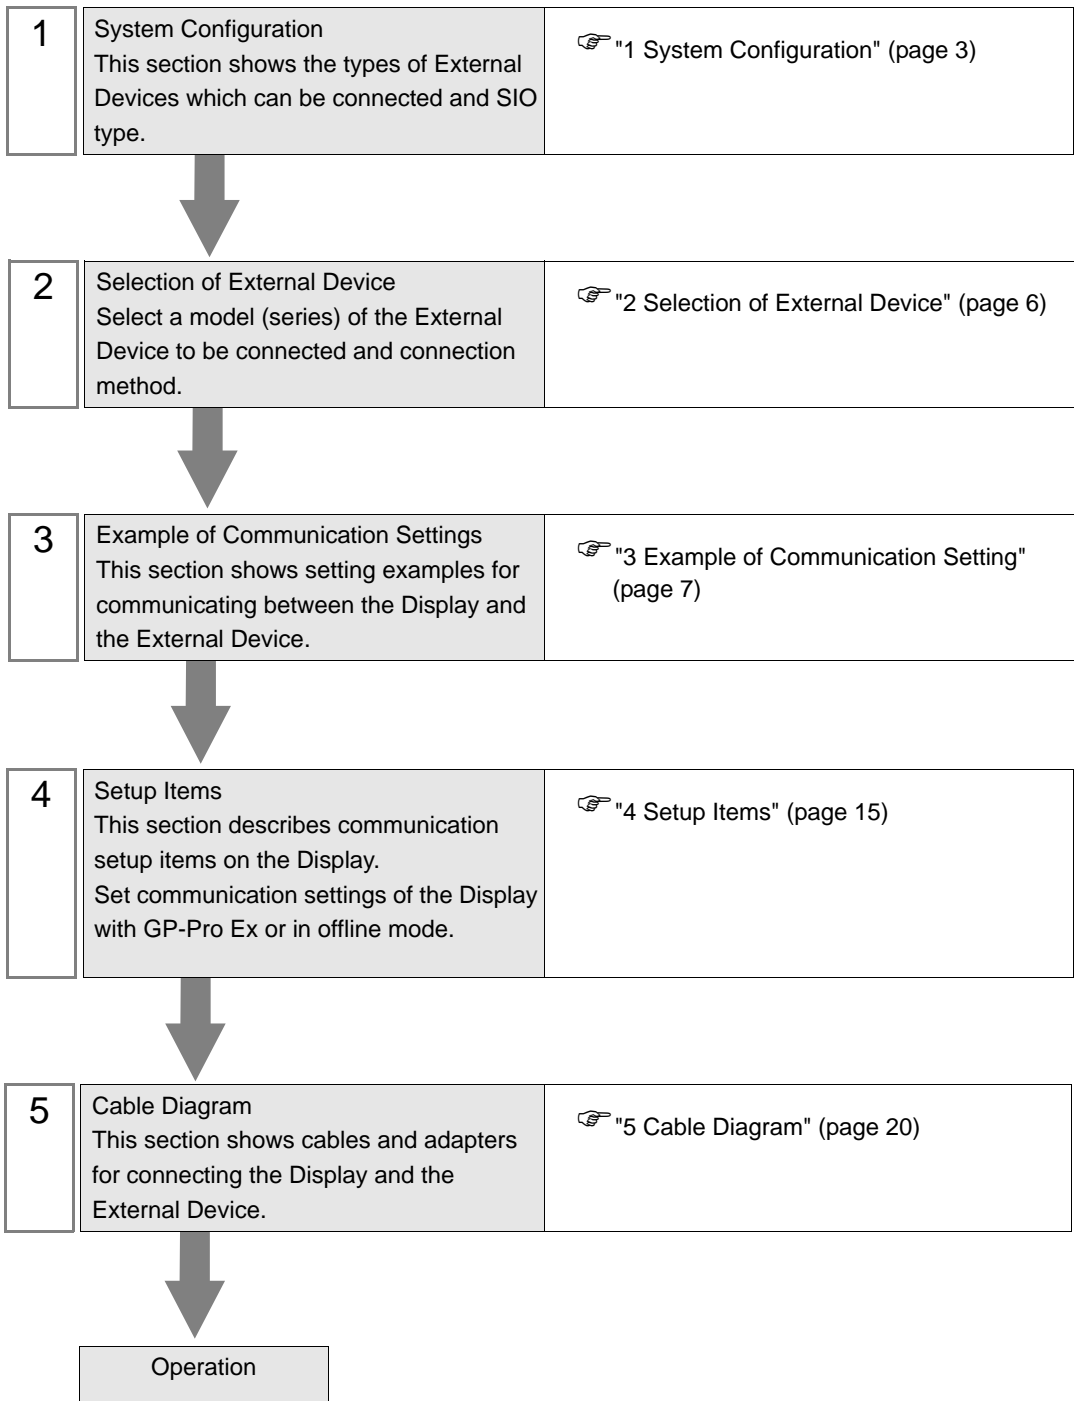 1
System Configuration
This section shows the types of External
Devices which can be connected and SIO
type.
"1 System Configuration" (page 3)
2
Selection of External Device
Select a model (series) of the External
Device to be connected and connection
method.
"2 Selection of External Device" (page 6)
3
Example of Communication Settings
This section shows setting examples for
communicating between the Display and
the External Device.
"3 Example of Communication Setting"
(page 7)
4
Setup Items
This section describes communication
setup items on the Display.
Set communication settings of the Display
with GP-Pro Ex or in offline mode.
"4 Setup Items" (page 15)
5
Cable Diagram
This section shows cables and adapters
for connecting the Display and the
External Device.
"5 Cable Diagram" (page 20)
Operation